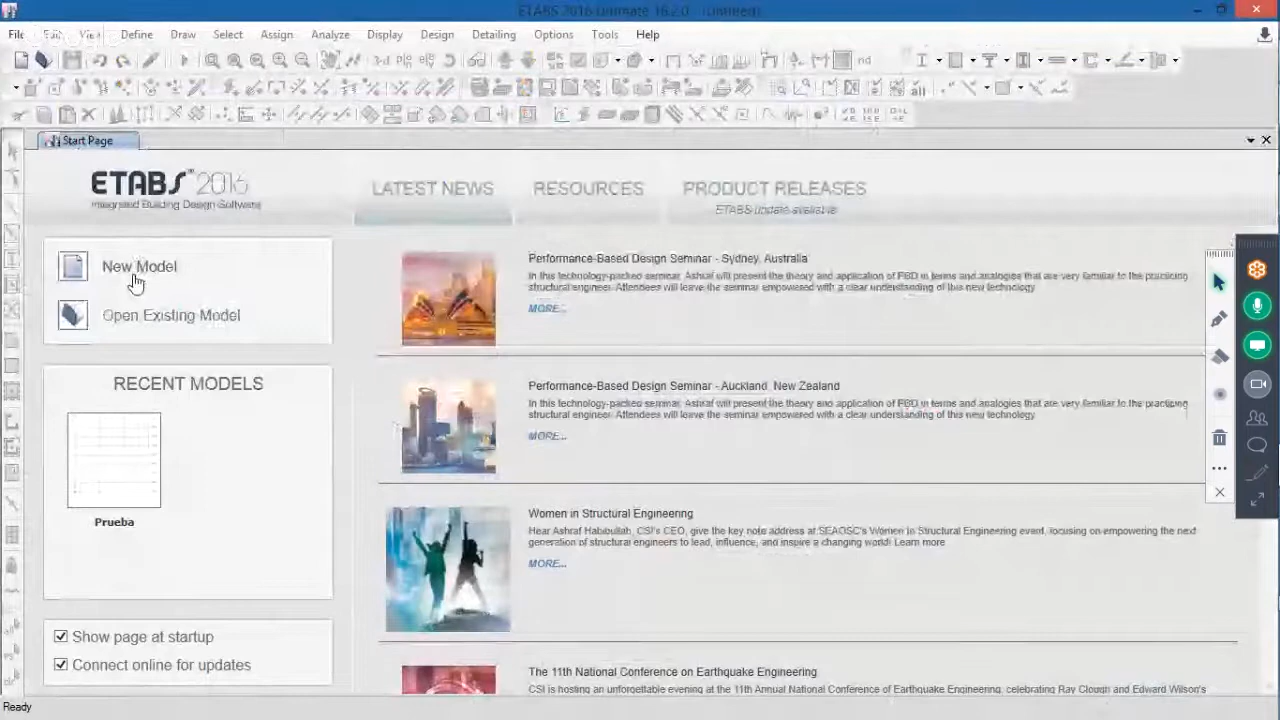 ETABS 2016 Ultimate 16.2.0 - (Untitled)
File Edit View Define Draw Select Assign Analyze Display Design Detailing Options Tools Help
Start Page
ETABS® 2016
Integrated Building Design Software
LATEST NEWS RESOURCES PRODUCT RELEASES
ETABS update available
New Model
Open Existing Model
RECENT MODELS
Prueba
Show page at startup
Connect online for updates
Performance-Based Design Seminar - Sydney, Australia
In this technology-packed seminar, Ashraf will present the theory and application of PBD in terms and analogies that are very familiar to the practicing
structural engineer. Attendees will leave the seminar empowered with a clear understanding of this new technology
MORE...
Performance-Based Design Seminar - Auckland, New Zealand
In this technology-packed seminar, Ashraf will present the theory and application of PBD in terms and analogies that are very familiar to the practicing
structural engineer. Attendees will leave the seminar empowered with a clear understanding of this new technology
MORE...
Women in Structural Engineering
Hear Ashraf Habibullah, CSI's CEO, give the key note address at SEAOSC's Women in Structural Engineering event, focusing on empowering the next
generation of structural engineers to lead, influence, and inspire a changing world! Learn more
MORE...
The 11th National Conference on Earthquake Engineering
CSI is hosting an unforgettable evening at the 11th Annual National Conference of Earthquake Engineering, celebrating Ray Clough and Edward Wilson's
Ready